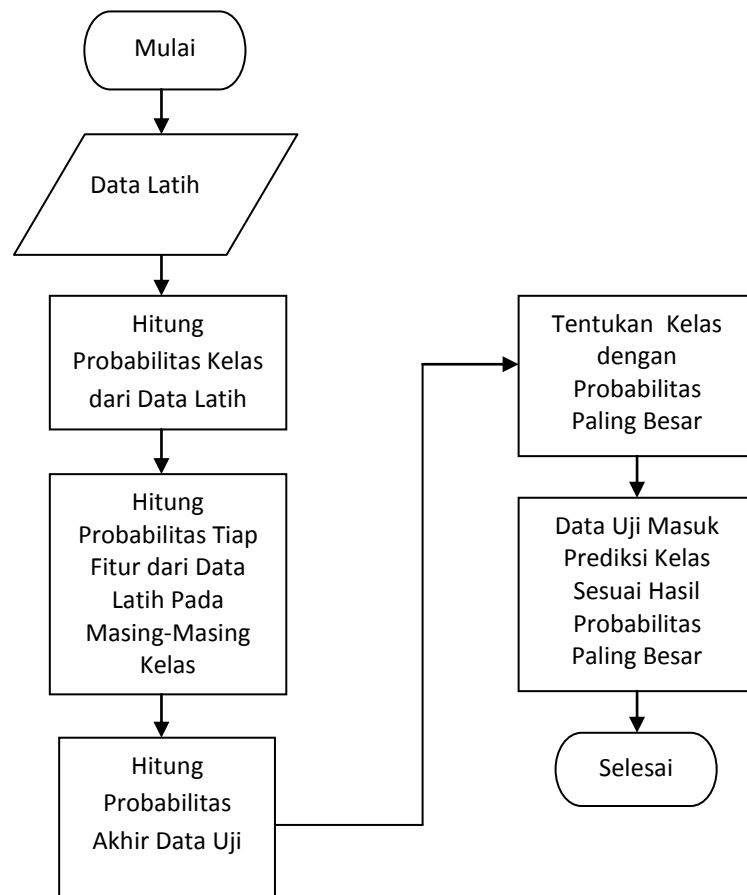 Mulai
Data Latih
Hitung
Probabilitas Kelas
dari Data Latih
Hitung
Probabilitas Tiap
Fitur dari Data
Latih Pada
Masing-Masing
Kelas
Hitung
Probabilitas
Akhir Data Uji
Tentukan Kelas
dengan
Probabilitas
Paling Besar
Data Uji Masuk
Prediksi Kelas
Sesuai Hasil
Probabilitas
Paling Besar
Selesai